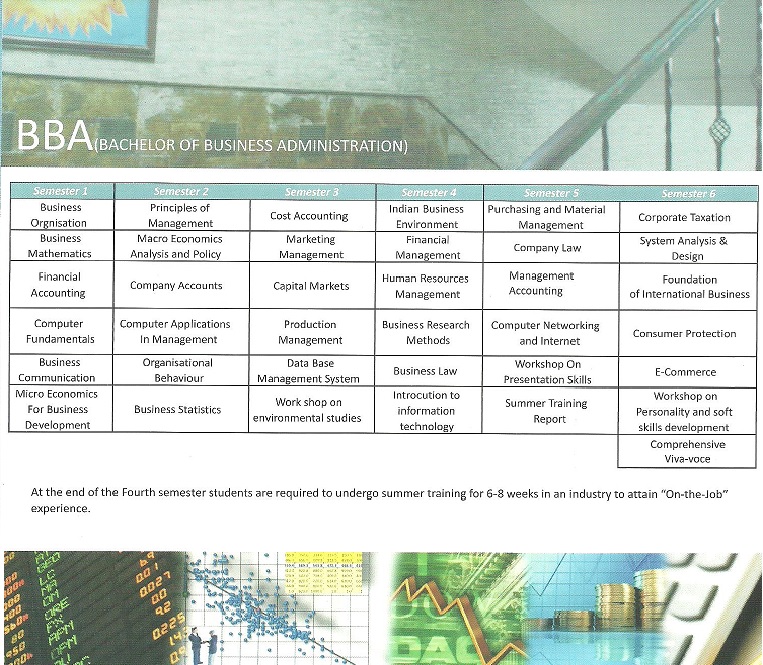 BBA(BACHELOR OF BUSINESS ADMINISTRATION)
Semester 1
Semester 2
Semester 3
Semester 4
Semester 5
Semester 6
Business
Orgnisation
Principles of
Management
Cost Accounting
Indian Business
Environment
Purchasing and Material
Management
Corporate Taxation
Business
Mathematics
Macro Economics
Analysis and Policy
Marketing
Management
Financial
Management
Company Law
System Analysis &
Design
Financial
Accounting
Company Accounts
Capital Markets
Human Resources
Management
Management
Accounting
Foundation
of International Business
Computer
Fundamentals
Computer Applications
In Management
Production
Management
Business Research
Methods
Computer Networking
and Internet
Consumer Protection
Business
Communication
Organisational
Behaviour
Data Base
Management System
Business Law
Workshop On
Presentation Skills
E-Commerce
Micro Economics
For Business
Development
Business Statistics
Work shop on
environmental studies
Introcution to
information
technology
Summer Training
Report
Workshop on
Personality and soft
skills development
Comprehensive
Viva-voce
At the end of the Fourth semester students are required to undergo summer training for 6-8 weeks in an industry to attain "On-the-Job"
experience.